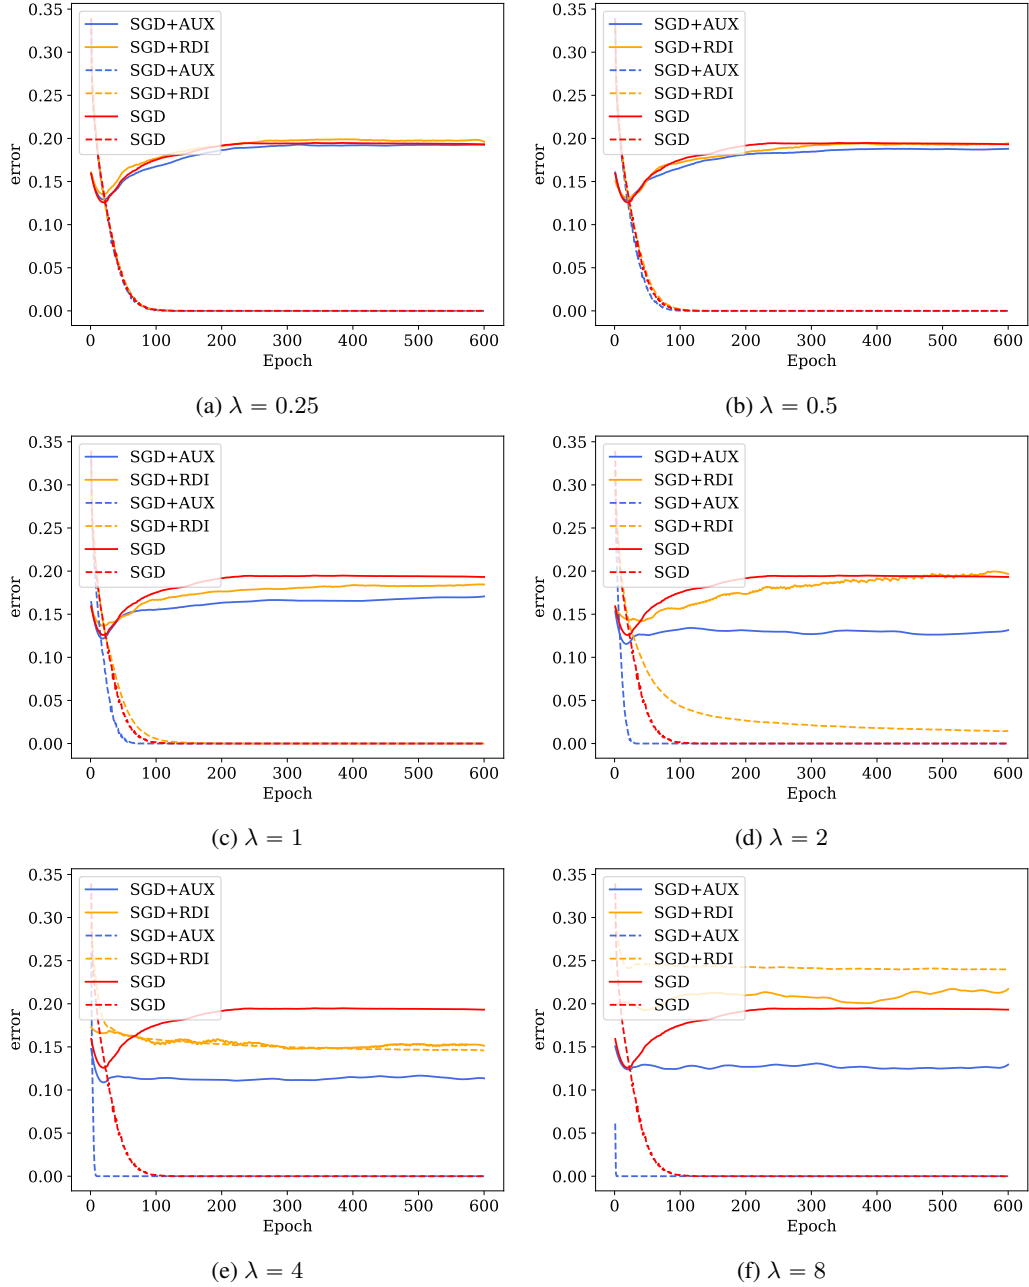 0.35
0.30
0.25
0.20
0.15
0.10
0.05
0.00
error
SGD+AUX
SGD+RDI
SGD+AUX
SGD+RDI
SGD
SGD
0 100 200 300 400 500 600
Epoch
(a) λ = 0.25
0.35
0.30
0.25
0.20
0.15
0.10
0.05
0.00
error
SGD+AUX
SGD+RDI
SGD+AUX
SGD+RDI
SGD
SGD
0 100 200 300 400 500 600
Epoch
(b) λ = 0.5
0.35
0.30
0.25
0.20
0.15
0.10
0.05
0.00
error
SGD+AUX
SGD+RDI
SGD+AUX
SGD+RDI
SGD
SGD
0 100 200 300 400 500 600
Epoch
(c) λ = 1
0.35
0.30
0.25
0.20
0.15
0.10
0.05
0.00
error
SGD+AUX
SGD+RDI
SGD+AUX
SGD+RDI
SGD
SGD
0 100 200 300 400 500 600
Epoch
(d) λ = 2
0.35
0.30
0.25
0.20
0.15
0.10
0.05
0.00
error
SGD+AUX
SGD+RDI
SGD+AUX
SGD+RDI
SGD
SGD
0 100 200 300 400 500 600
Epoch
(e) λ = 4
0.35
0.30
0.25
0.20
0.15
0.10
0.05
0.00
error
SGD+AUX
SGD+RDI
SGD+AUX
SGD+RDI
SGD
SGD
0 100 200 300 400 500 600
Epoch
(f) λ = 8